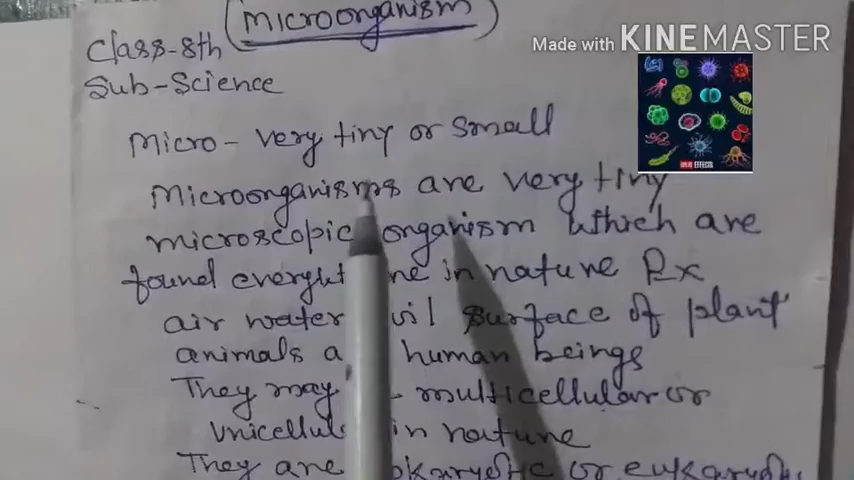 (Microorganism)
Class-8th
Sub-Science
Made with KINEMASTER
Micro - very tiny or small
Microorganisms are very tiny
microscopic organism which are
found in nature Ex
air water surface of plant
animals human beings
They may multicellular or
in nature
They are or eukaryotic